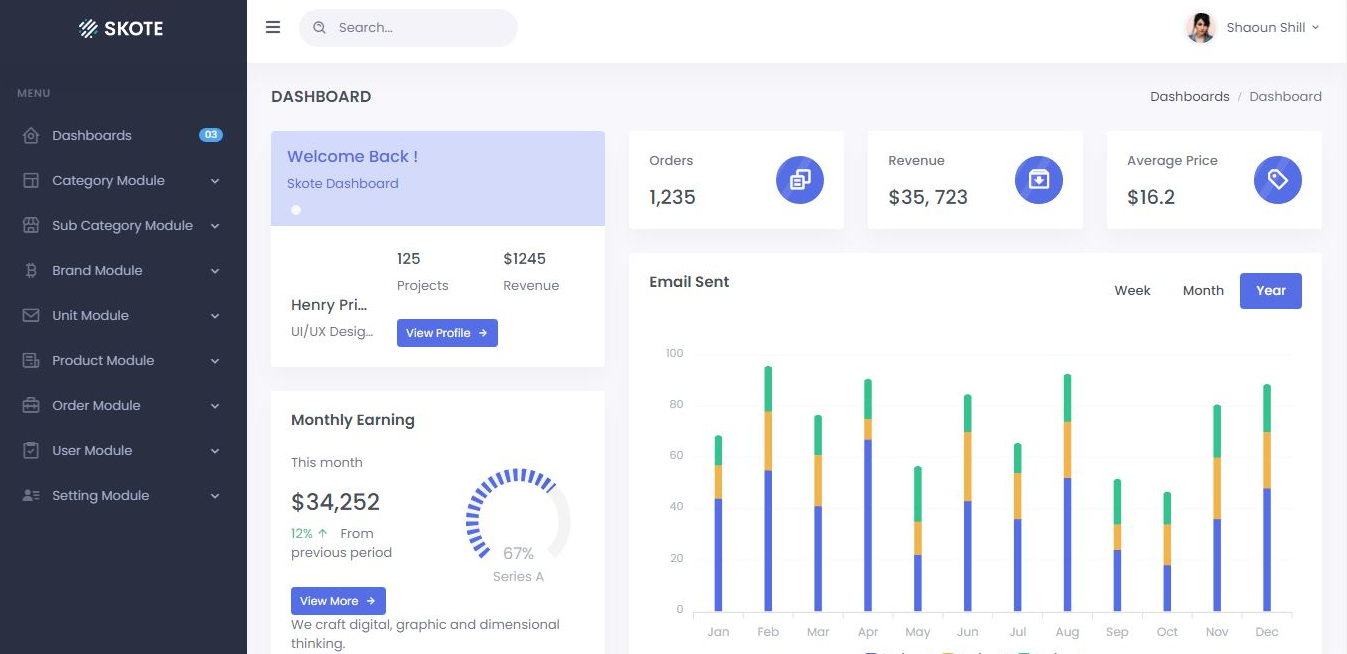 SKOTE
Search...
Shaoun Shill
MENU
Dashboards 03
Category Module
Sub Category Module
Brand Module
Unit Module
Product Module
Order Module
User Module
Setting Module
DASHBOARD
Dashboards / Dashboard
Welcome Back !
Skote Dashboard
125
Projects
$1245
Revenue
Henry Pri...
UI/UX Desig...
View Profile
Orders
1,235
Revenue
$35, 723
Average Price
$16.2
Monthly Earning
This month
$34,252
12% ↑ From
previous period
View More
67%
Series A
We craft digital, graphic and dimensional
thinking.
Email Sent
Week Month Year
100
80
60
40
20
0
Jan Feb Mar Apr May Jun Jul Aug Sep Oct Nov Dec